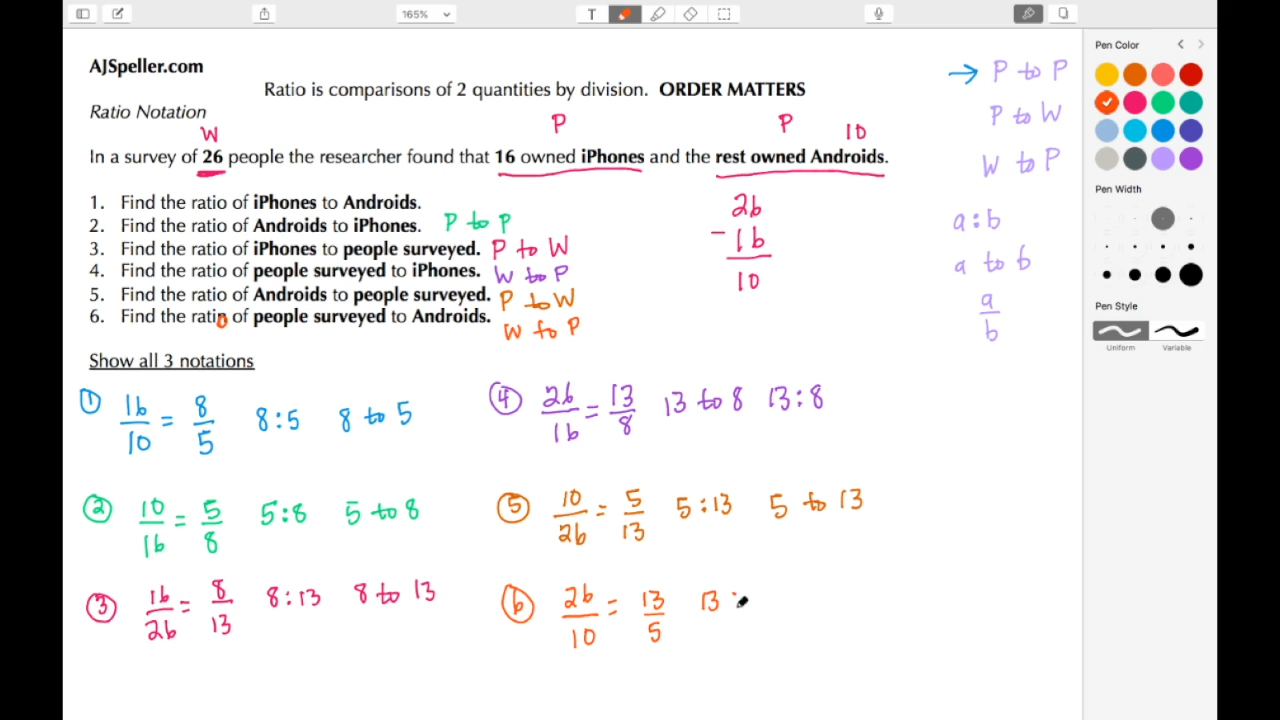 165%
T
AJSpeller.com
Ratio is comparisons of 2 quantities by division. ORDER MATTERS
Ratio Notation
W P P 10
In a survey of 26 people the researcher found that 16 owned iPhones and the rest owned Androids.
1. Find the ratio of iPhones to Androids.
2. Find the ratio of Androids to iPhones. P to P
3. Find the ratio of iPhones to people surveyed. P to W
4. Find the ratio of people surveyed to iPhones. W to P
5. Find the ratio of Androids to people surveyed. P to W
6. Find the ratio of people surveyed to Androids. W to P
26
- 16
10
→ P to P
P to W
W to P
a:b
a to b
a
b
Show all 3 notations
① 16/10 = 8/5 8:5 8 to 5
② 10/16 = 5/8 5:8 5 to 8
③ 16/26 = 8/13 8:13 8 to 13
④ 26/16 = 13/8 13 to 8 13:8
⑤ 10/26 = 5/13 5:13 5 to 13
⑥ 26/10 = 13/5 13 :
Pen Color
Pen Width
Pen Style
Uniform Variable